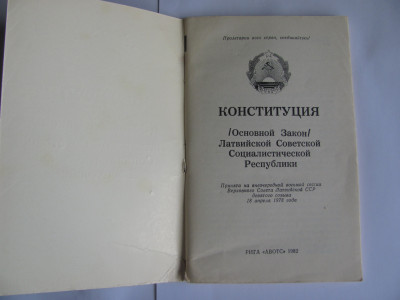 Пролетарии всех стран, соединяйтесь!
КОНСТИТУЦИЯ
/Основной Закон/
Латвийской Советской
Социалистической
Республики
Принята на внеочередной восьмой сессии
Верховного Совета Латвийской ССР
девятого созыва
18 апреля 1978 года
РИГА «АВОТС» 1982